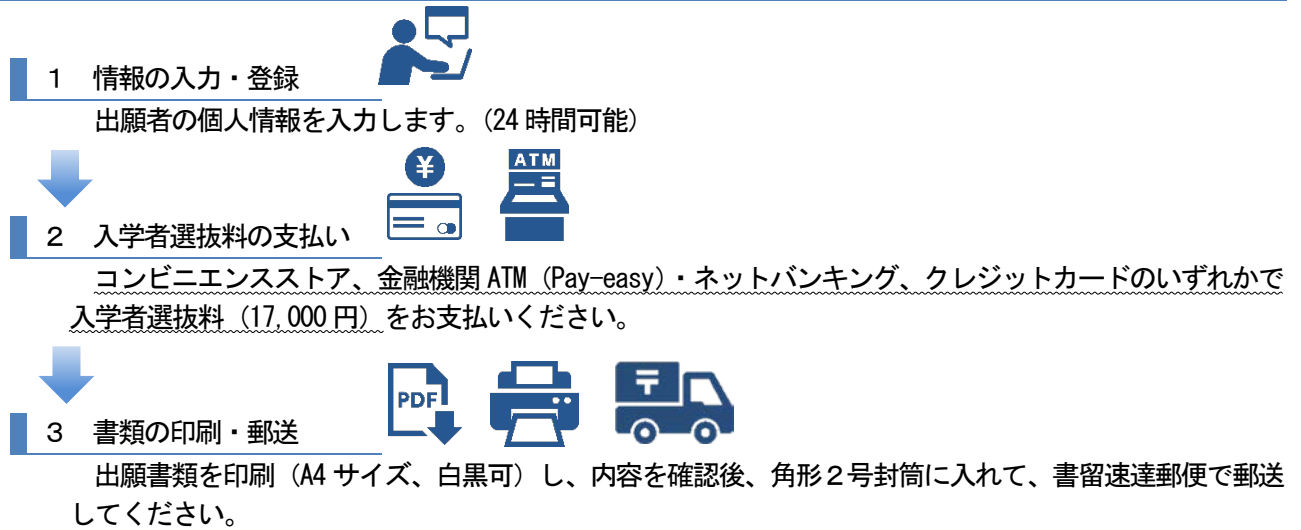 1 情報の入力・登録
出願者の個人情報を入力します。(24 時間可能)
¥
ATM
2 入学者選抜料の支払い
コンビニエンスストア、金融機関 ATM（Pay-easy）・ネットバンキング、クレジットカードのいずれかで
入学者選抜料（17,000 円）をお支払いください。
PDF
〒
3 書類の印刷・郵送
出願書類を印刷（A4 サイズ、白黒可）し、内容を確認後、角形２号封筒に入れて、書留速達郵便で郵送
してください。